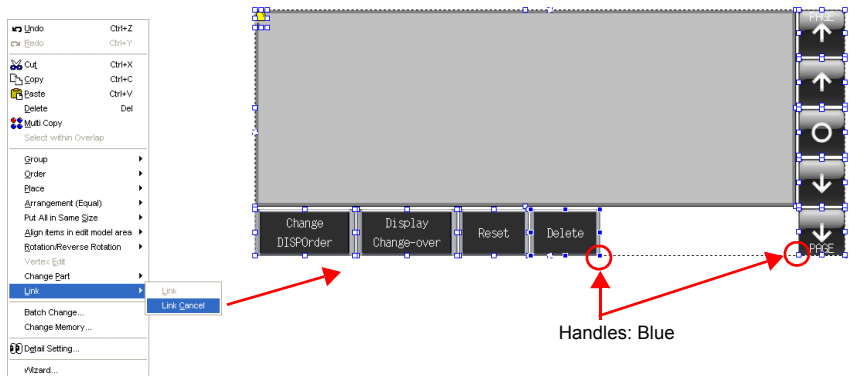 Undo Ctrl+Z
Redo Ctrl+Y
Cut Ctrl+X
Copy Ctrl+C
Paste Ctrl+V
Delete Del
Multi Copy
Select within Overlap
Group
Order
Place
Arrangement (Equal)
Put All in Same Size
Align items in edit model area
Rotation/Reverse Rotation
Vertex Edit
Change Part
Link
Batch Change...
Change Memory...
Detail Setting...
Wizard...
Link
Link Cancel
PAGE
Change
DISPOrder
Display
Change-over
Reset
Delete
PAGE
Handles: Blue